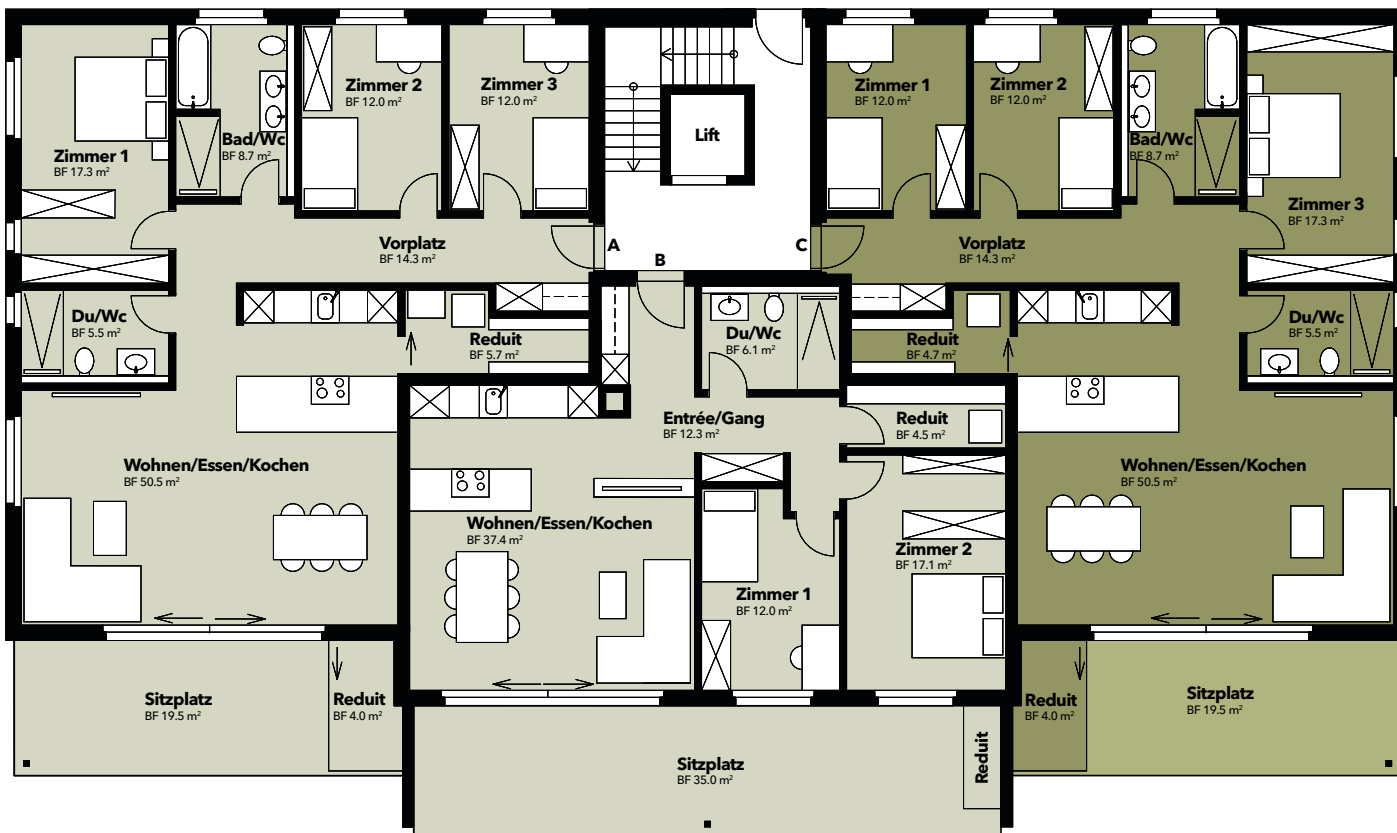 Zimmer 1
BF 17.3 m²
Bad/Wc
BF 8.7 m²
Zimmer 2
BF 12.0 m²
Zimmer 3
BF 12.0 m²
Lift
Zimmer 1
BF 12.0 m²
Zimmer 2
BF 12.0 m²
Bad/Wc
BF 8.7 m²
Zimmer 3
BF 17.3 m²
Vorplatz
BF 14.3 m²
A
B
C
Vorplatz
BF 14.3 m²
Du/Wc
BF 5.5 m²
Reduit
BF 5.7 m²
Du/Wc
BF 6.1 m²
Reduit
BF 4.7 m²
Du/Wc
BF 5.5 m²
Entrée/Gang
BF 12.3 m²
Reduit
BF 4.5 m²
Wohnen/Essen/Kochen
BF 50.5 m²
Wohnen/Essen/Kochen
BF 37.4 m²
Zimmer 1
BF 12.0 m²
Zimmer 2
BF 17.1 m²
Wohnen/Essen/Kochen
BF 50.5 m²
Sitzplatz
BF 19.5 m²
Reduit
BF 4.0 m²
Sitzplatz
BF 35.0 m²
Reduit
Reduit
BF 4.0 m²
Sitzplatz
BF 19.5 m²